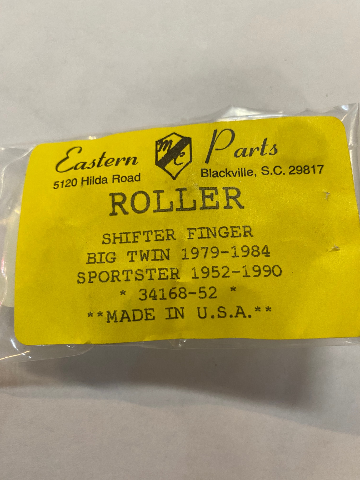 Eastern MC Parts
5120 Hilda Road Blackville, S.C. 29817
ROLLER
SHIFTER FINGER
BIG TWIN 1979-1984
SPORTSTER 1952-1990
* 34168-52 *
**MADE IN U.S.A.**